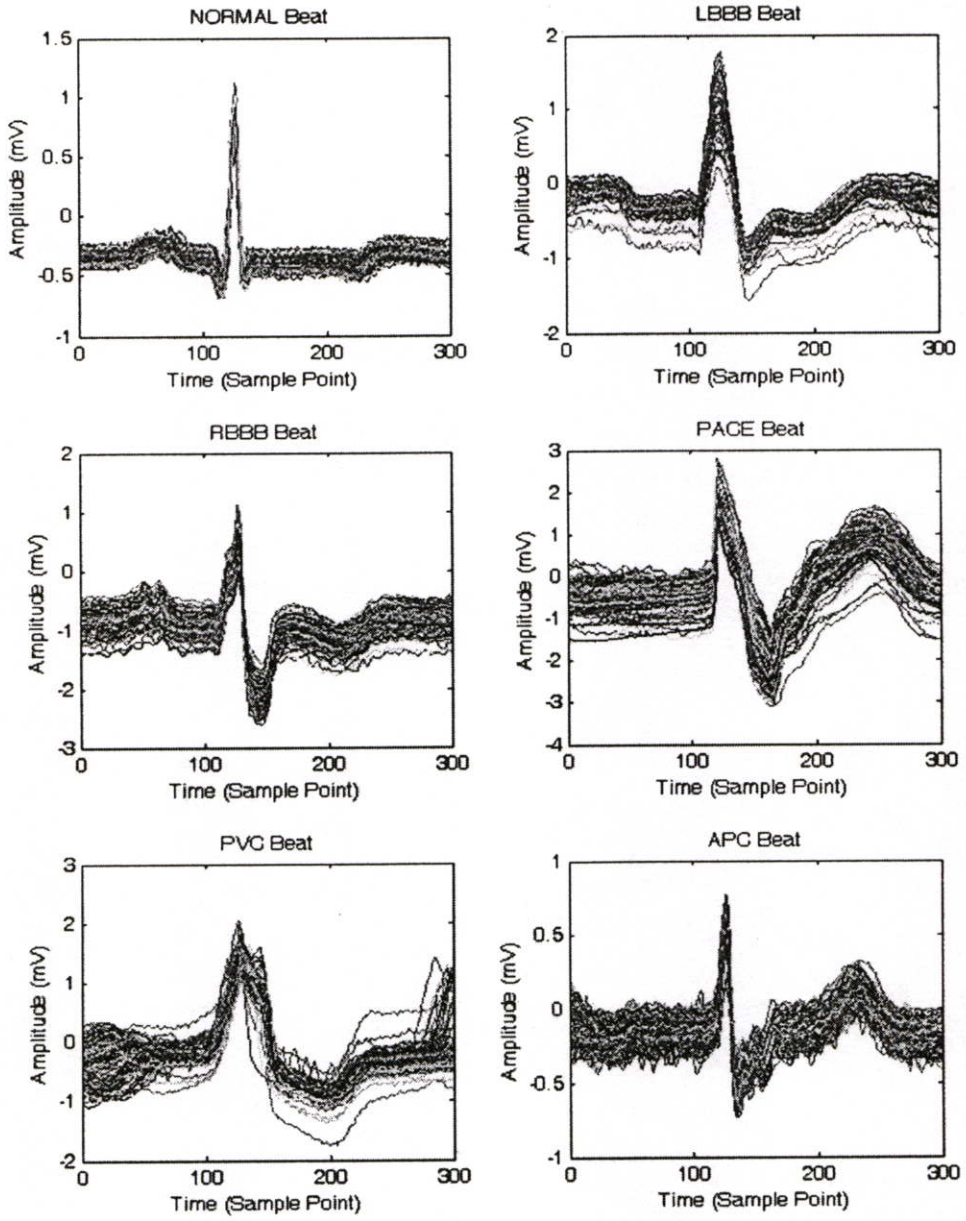 NORMAL Beat
1.5
1
0.5
0
-0.5
-1
Amplitude (mV)
0 100 200 300
Time (Sample Point)
LBBB Beat
2
1
0
-1
-2
Amplitude (mV)
0 100 200 300
Time (Sample Point)
RBBB Beat
2
1
0
-1
-2
-3
Amplitude (mV)
0 100 200 300
Time (Sample Point)
PACE Beat
3
2
1
0
-1
-2
-3
-4
Amplitude (mV)
0 100 200 300
Time (Sample Point)
PVC Beat
3
2
1
0
-1
-2
Amplitude (mV)
0 100 200 300
Time (Sample Point)
APC Beat
1
0.5
0
-0.5
-1
Amplitude (mV)
0 100 200 300
Time (Sample Point)